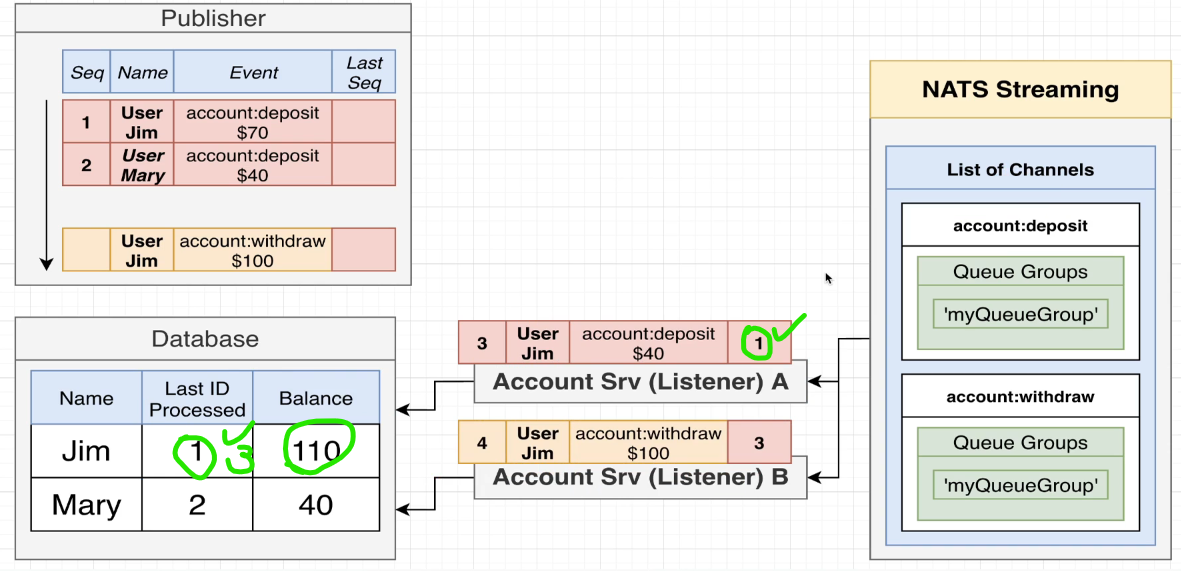 Publisher
Seq Name Event Last Seq
1 User Jim account:deposit $70
2 User Mary account:deposit $40
User Jim account:withdraw $100
Database
Name Last ID Processed Balance
Jim 1 3 110
Mary 2 40
3 User Jim account:deposit $40 1
Account Srv (Listener) A
4 User Jim account:withdraw $100 3
Account Srv (Listener) B
NATS Streaming
List of Channels
account:deposit
Queue Groups
'myQueueGroup'
account:withdraw
Queue Groups
'myQueueGroup'